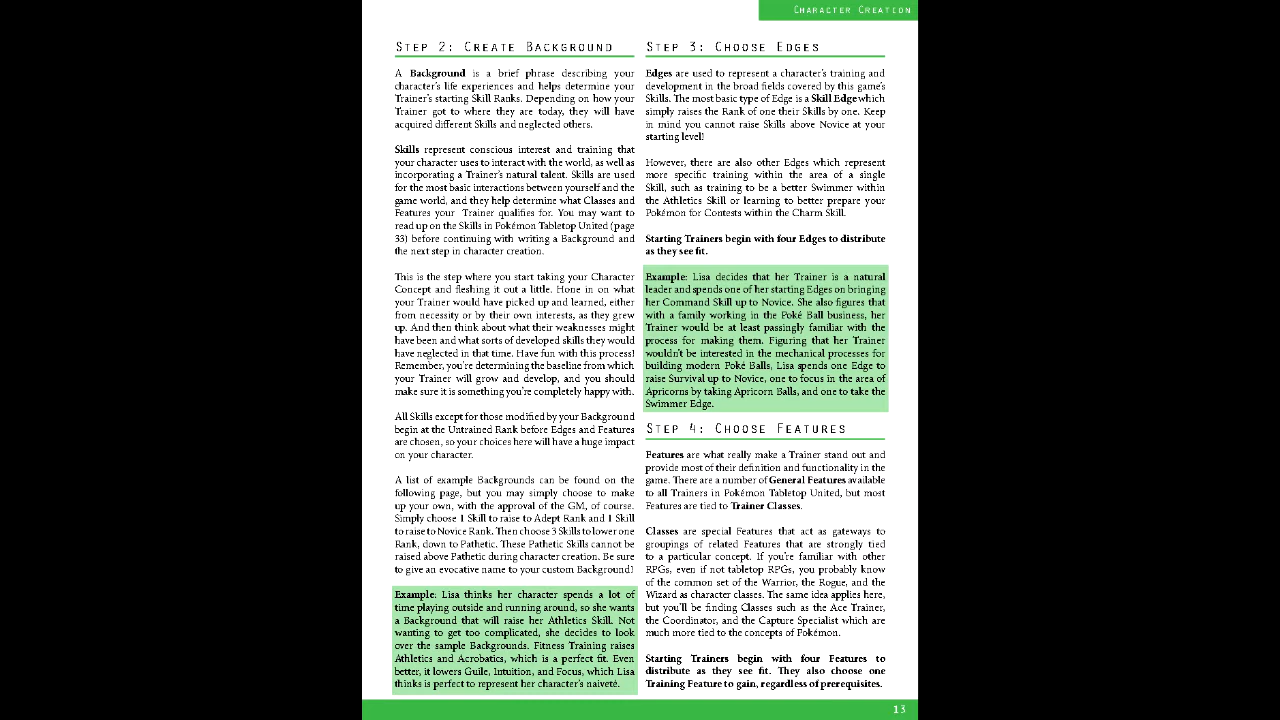 Character Creation
Step 2: Create Background
A Background is a brief phrase describing your
character's life experiences and helps determine your
Trainer's starting Skill Ranks. Depending on how your
Trainer got to where they are today, they will have
acquired different Skills and neglected others.
Skills represent conscious interest and training that
your character uses to interact with the world, as well as
incorporating a Trainer's natural talent. Skills are used
for the most basic interactions between yourself and the
game world, and they help determine what Classes and
Features your Trainer qualifies for. You may want to
read up on the Skills in Pokémon Tabletop United (page
33) before continuing with writing a Background and
the next step in character creation.
This is the step where you start taking your Character
Concept and fleshing it out a little. Hone in on what
your Trainer would have picked up and learned, either
from necessity or by their own interests, as they grew
up. And then think about what their weaknesses might
have been and what sorts of developed skills they would
have neglected in that time. Have fun with this process!
Remember, you're determining the baseline from which
your Trainer will grow and develop, and you should
make sure it is something you're completely happy with.
All Skills except for those modified by your Background
begin at the Untrained Rank before Edges and Features
are chosen, so your choices here will have a huge impact
on your character.
A list of example Backgrounds can be found on the
following page, but you may simply choose to make
up your own, with the approval of the GM, of course.
Simply choose 1 Skill to raise to Adept Rank and 1 Skill
to raise to Novice Rank. Then choose 3 Skills to lower one
Rank, down to Pathetic. These Pathetic Skills cannot be
raised above Pathetic during character creation. Be sure
to give an evocative name to your custom Background!
Example: Lisa thinks her character spends a lot of
time playing outside and running around, so she wants
a Background that will raise her Athletics Skill. Not
wanting to get too complicated, she decides to look
over the sample Backgrounds. Fitness Training raises
Athletics and Acrobatics, which is a perfect fit. Even
better, it lowers Guile, Intuition, and Focus, which Lisa
thinks is perfect to represent her character's naiveté.
Step 3: Choose Edges
Edges are used to represent a character's training and
development in the broad fields covered by this game's
Skills. The most basic type of Edge is a Skill Edge which
simply raises the Rank of one their Skills by one. Keep
in mind you cannot raise Skills above Novice at your
starting level!
However, there are also other Edges which represent
more specific training within the area of a single
Skill, such as training to be a better Swimmer within
the Athletics Skill or learning to better prepare your
Pokémon for Contests within the Charm Skill.
Starting Trainers begin with four Edges to distribute
as they see fit.
Example: Lisa decides that her Trainer is a natural
leader and spends one of her starting Edges on bringing
her Command Skill up to Novice. She also figures that
with a family working in the Poké Ball business, her
Trainer would be at least passingly familiar with the
process for making them. Figuring that her Trainer
wouldn't be interested in the mechanical processes for
building modern Poké Balls, Lisa spends one Edge to
raise Survival up to Novice, one to focus in the area of
Apricorns by taking Apricorn Balls, and one to take the
Swimmer Edge.
Step 4: Choose Features
Features are what really make a Trainer stand out and
provide most of their definition and functionality in the
game. There are a number of General Features available
to all Trainers in Pokémon Tabletop United, but most
Features are tied to Trainer Classes.
Classes are special Features that act as gateways to
groupings of related Features that are strongly tied
to a particular concept. If you're familiar with other
RPGs, even if not tabletop RPGs, you probably know
of the common set of the Warrior, the Rogue, and the
Wizard as character classes. The same idea applies here,
but you'll be finding Classes such as the Ace Trainer,
the Coordinator, and the Capture Specialist which are
much more tied to the concepts of Pokémon.
Starting Trainers begin with four Features to
distribute as they see fit. They also choose one
Training Feature to gain, regardless of prerequisites.
13